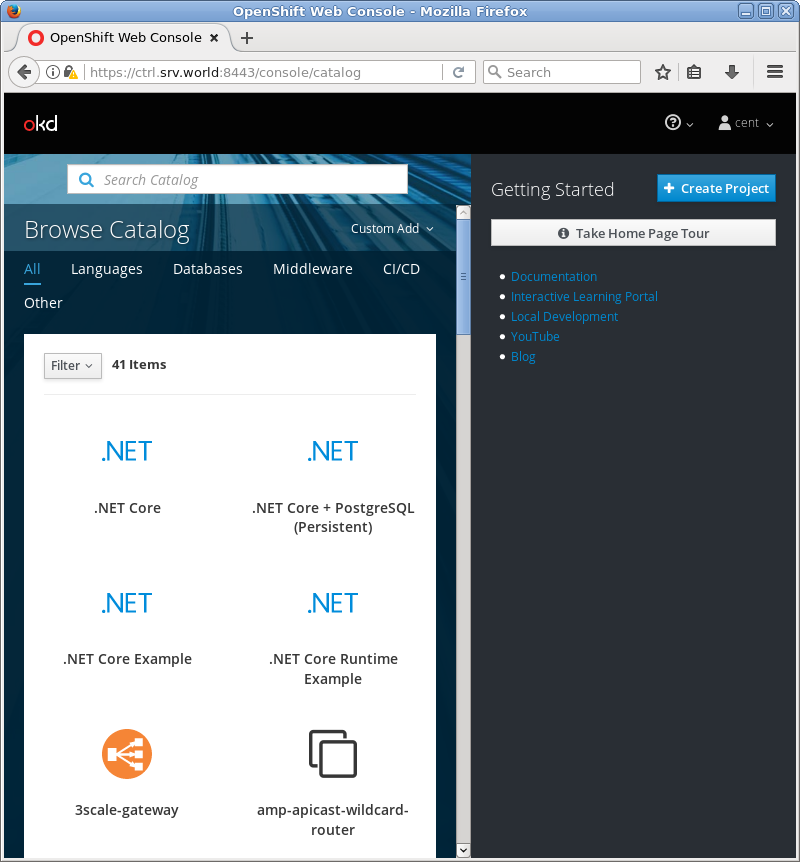 OpenShift Web Console - Mozilla Firefox
OpenShift Web Console
https://ctrl.srv.world:8443/console/catalog
Search
okd
cent
Search Catalog
Browse Catalog
Custom Add
All Languages Databases Middleware CI/CD
Other
Filter
41 Items
.NET
.NET Core
.NET
.NET Core + PostgreSQL
(Persistent)
.NET
.NET Core Example
.NET
.NET Core Runtime
Example
3scale-gateway
amp-apicast-wildcard-
router
Getting Started
Create Project
Take Home Page Tour
Documentation
Interactive Learning Portal
Local Development
YouTube
Blog